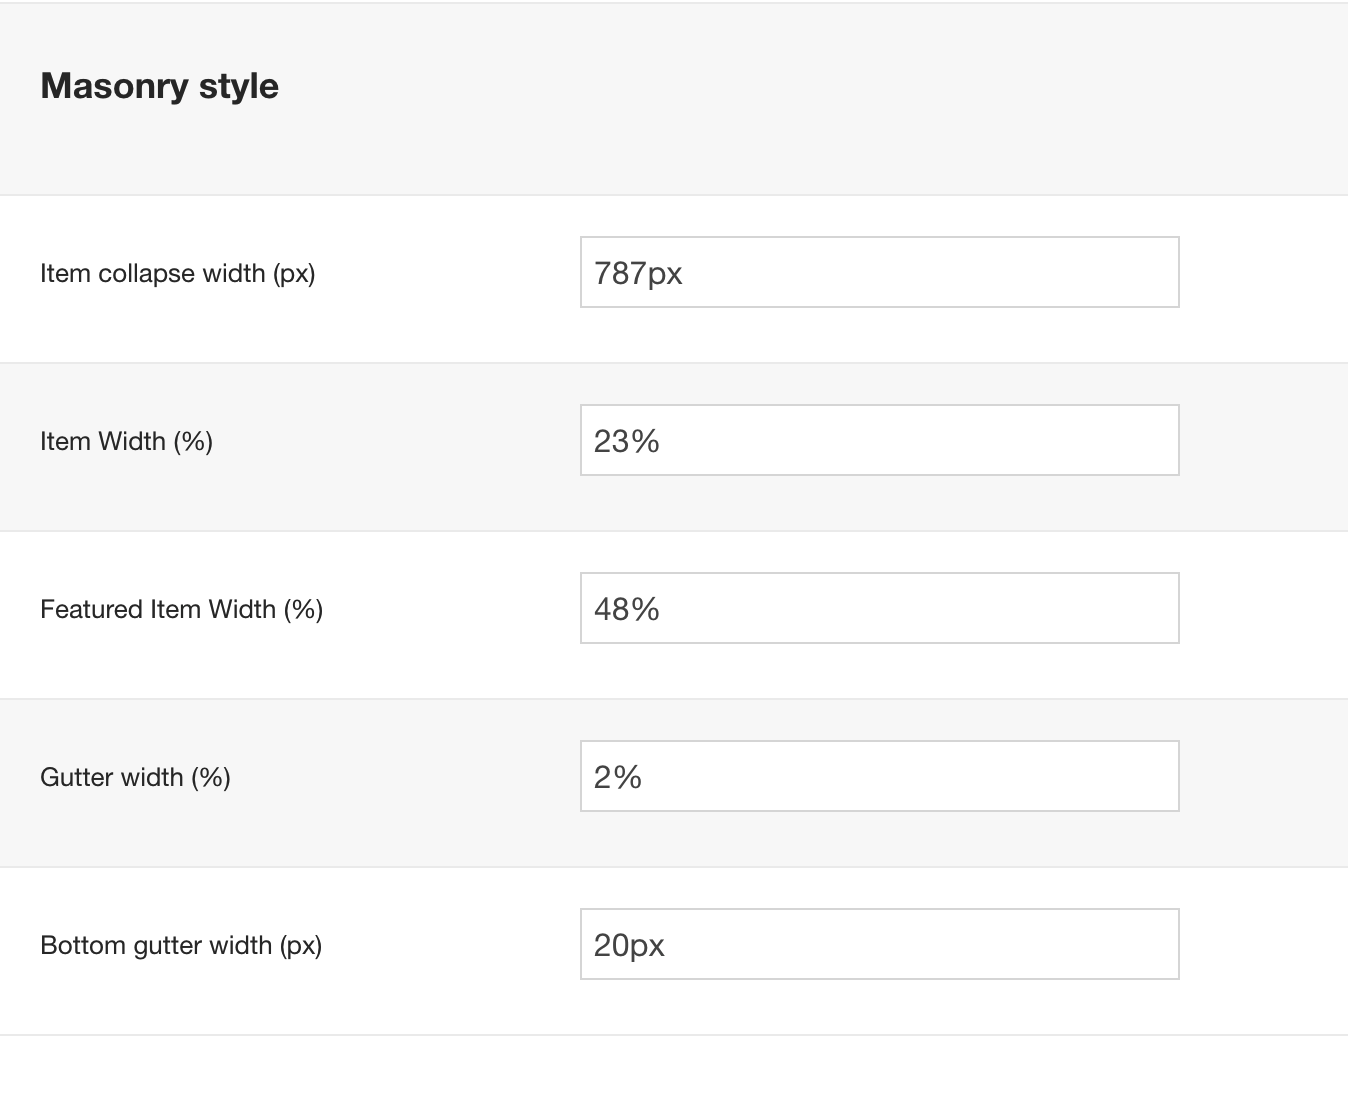 Masonry style
Item collapse width (px) 787px
Item Width (%) 23%
Featured Item Width (%) 48%
Gutter width (%) 2%
Bottom gutter width (px) 20px